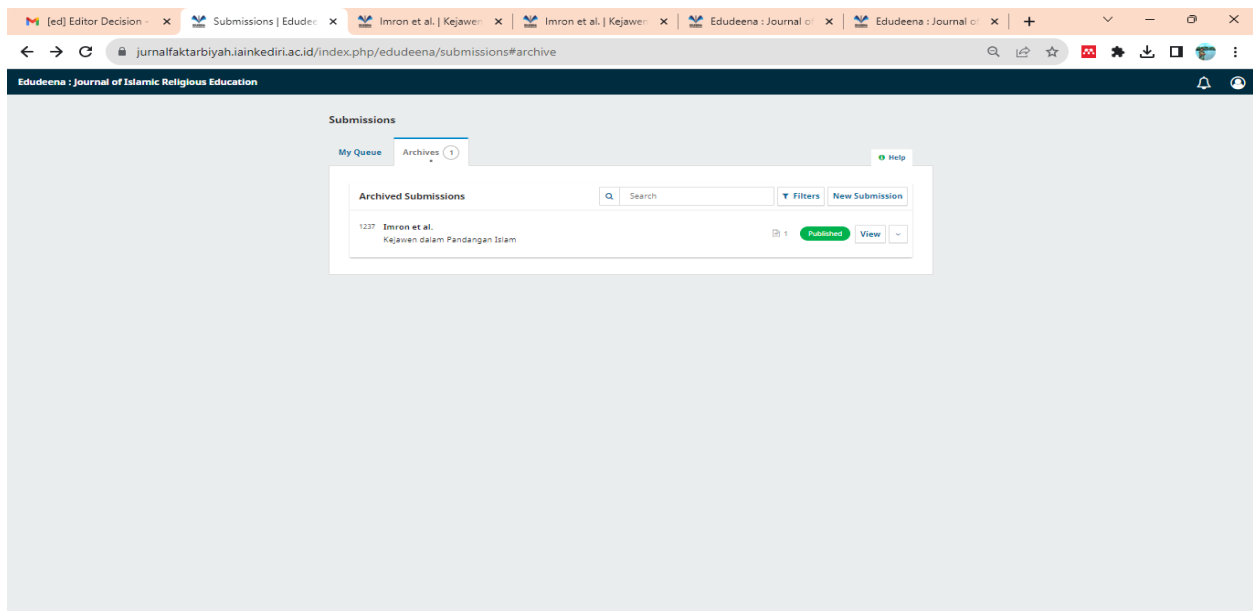 [ed] Editor Decision -
Submissions | Edudee
Imron et al. | Kejawen
Imron et al. | Kejawen
Edudeena : Journal of
Edudeena : Journal of
jurnalfaktarbiyah.iainkediri.ac.id/index.php/edudeena/submissions#archive
Edudeena : Journal of Islamic Religious Education
Submissions
My Queue Archives 1
Help
Archived Submissions Search Filters New Submission
1237 Imron et al. 1 Published View
Kejawen dalam Pandangan Islam